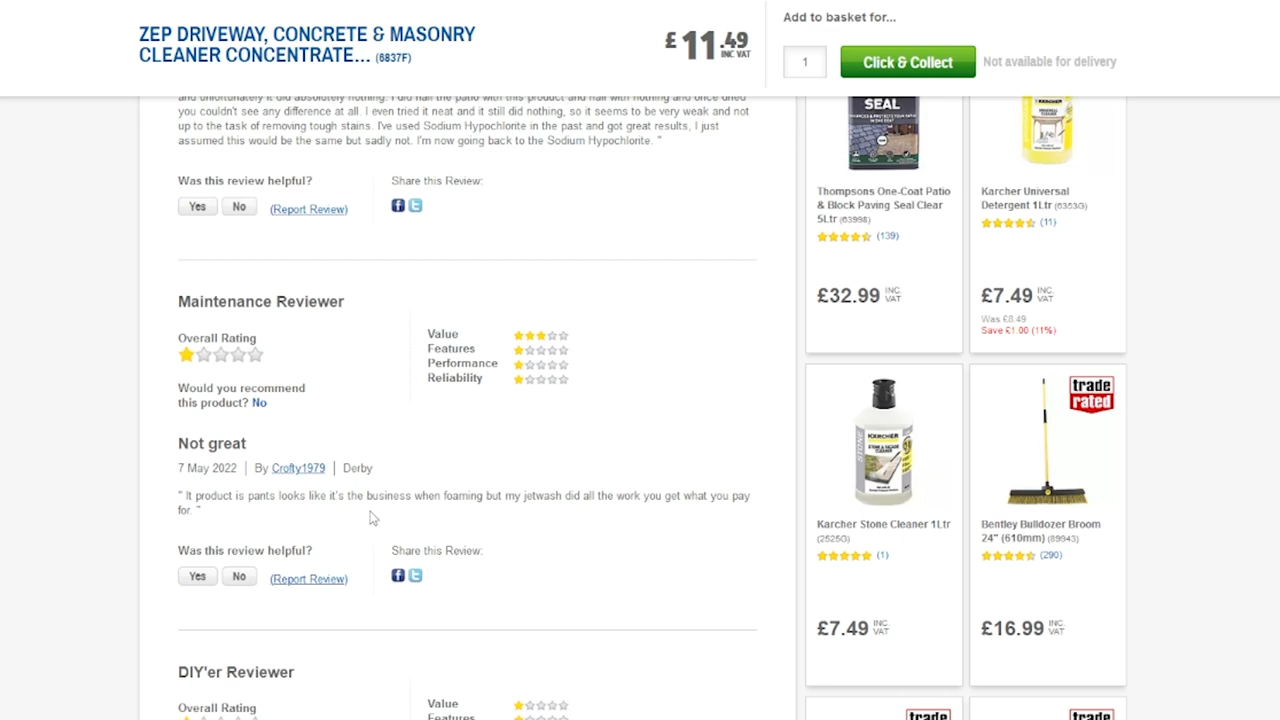 ZEP DRIVEWAY, CONCRETE & MASONRY
CLEANER CONCENTRATE... (6837F)
£11.49 INC VAT
Add to basket for...
1
Click & Collect
Not available for delivery
and unfortunately it did absolutely nothing. I did half the patio with this product and half with nothing and once dried
you couldn't see any difference at all. I even tried it neat and it still did nothing, so it seems to be very weak and not
up to the task of removing tough stains. I've used Sodium Hypochlorite in the past and got great results, I just
assumed this would be the same but sadly not. I'm now going back to the Sodium Hypochlorite. "
Was this review helpful?
Yes No (Report Review)
Share this Review:
Maintenance Reviewer
Overall Rating
Would you recommend
this product? No
Value
Features
Performance
Reliability
Not great
7 May 2022 | By Crofty1979 | Derby
" It product is pants looks like it's the business when foaming but my jetwash did all the work you get what you pay
for. "
Was this review helpful?
Yes No (Report Review)
Share this Review:
DIY'er Reviewer
Overall Rating
Value
Features
SEAL
Thompsons One-Coat Patio
& Block Paving Seal Clear
5Ltr (63998)
(139)
£32.99 INC. VAT
KARCHER
Karcher Universal
Detergent 1Ltr (6353G)
(11)
£7.49 INC. VAT
Was £8.49
Save £1.00 (11%)
KARCHER
STONE
Karcher Stone Cleaner 1Ltr
(2525G)
(1)
£7.49 INC. VAT
trade
rated
Bentley Bulldozer Broom
24" (610mm) (89943)
(290)
£16.99 INC. VAT
trade
trade